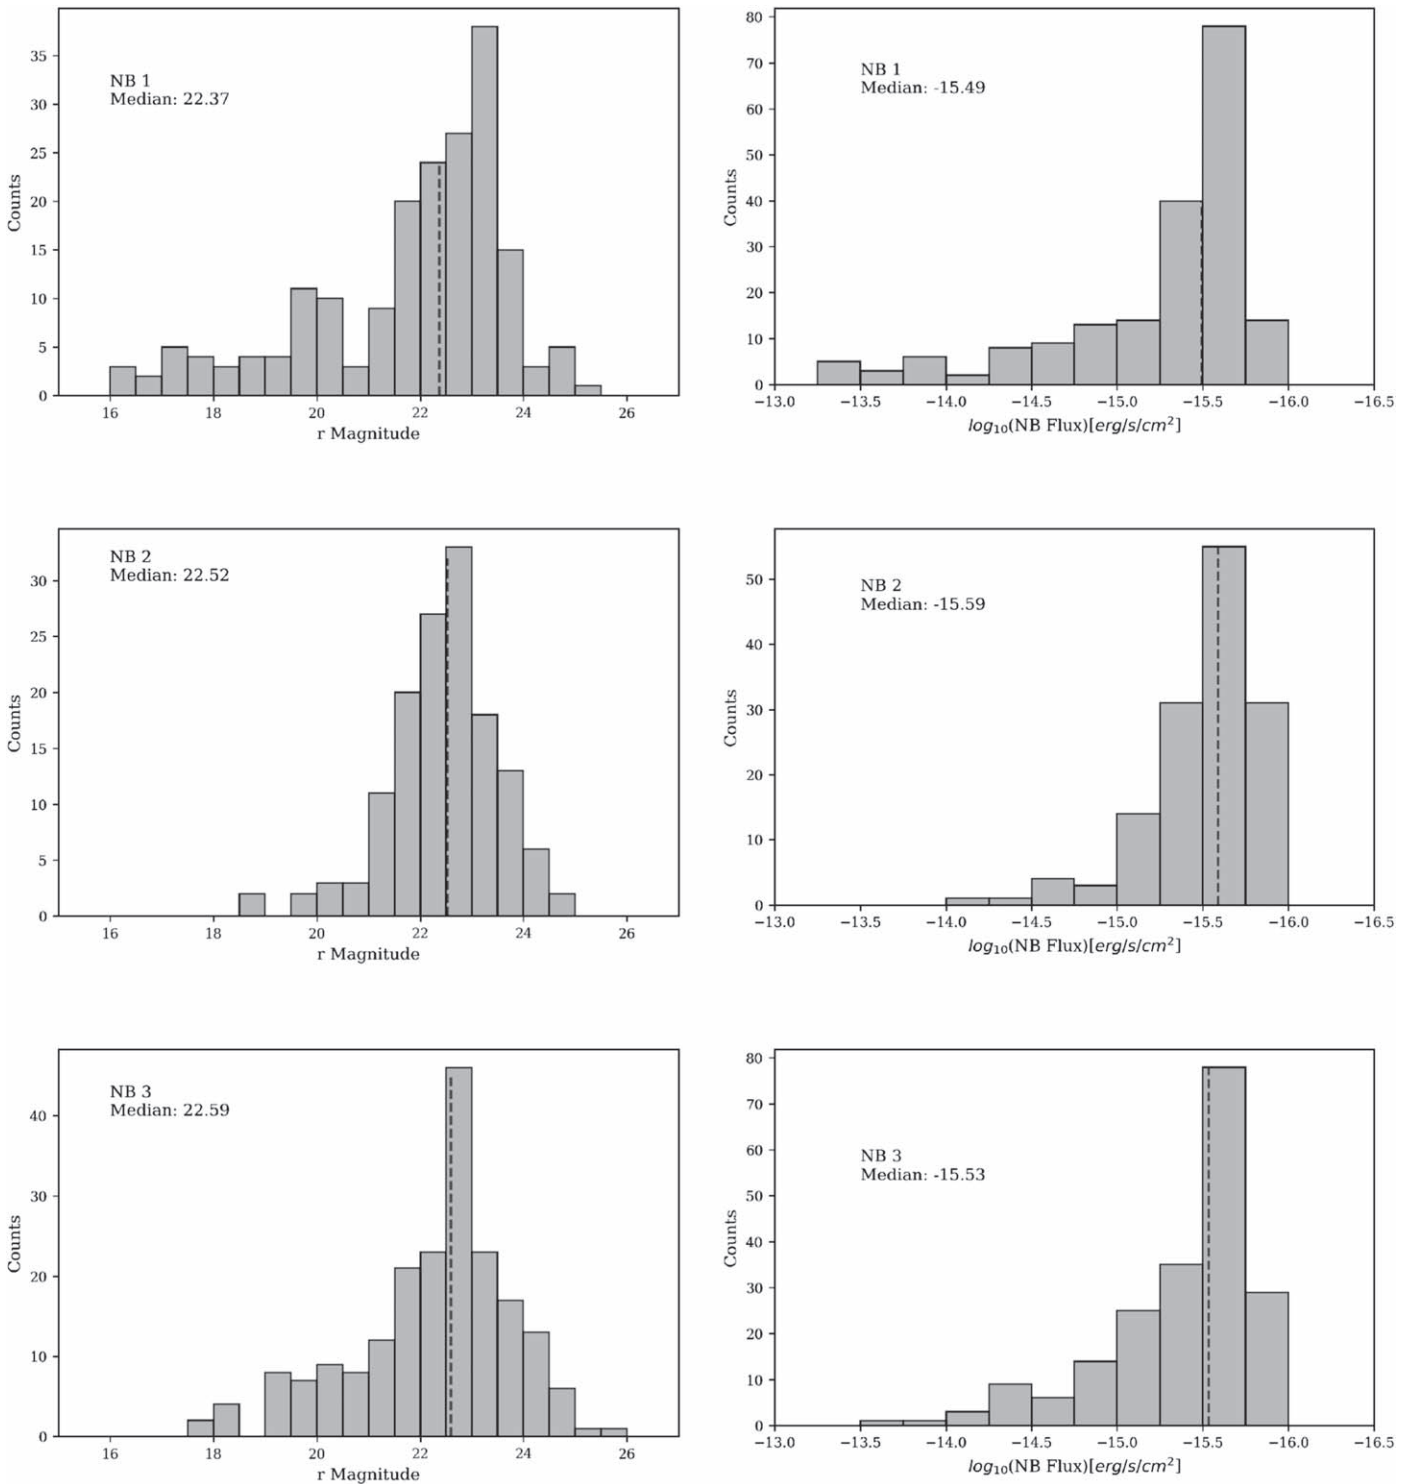 NB 1
Median: 22.37
Counts
35
30
25
20
15
10
5
0
16 18 20 22 24 26
r Magnitude
NB 1
Median: -15.49
Counts
80
70
60
50
40
30
20
10
0
−13.0 −13.5 −14.0 −14.5 −15.0 −15.5 −16.0 −16.5
log₁₀(NB Flux)[erg/s/cm²]
NB 2
Median: 22.52
Counts
30
25
20
15
10
5
0
16 18 20 22 24 26
r Magnitude
NB 2
Median: -15.59
Counts
50
40
30
20
10
0
−13.0 −13.5 −14.0 −14.5 −15.0 −15.5 −16.0 −16.5
log₁₀(NB Flux)[erg/s/cm²]
NB 3
Median: 22.59
Counts
40
30
20
10
0
16 18 20 22 24 26
r Magnitude
NB 3
Median: -15.53
Counts
80
70
60
50
40
30
20
10
0
−13.0 −13.5 −14.0 −14.5 −15.0 −15.5 −16.0 −16.5
log₁₀(NB Flux)[erg/s/cm²]